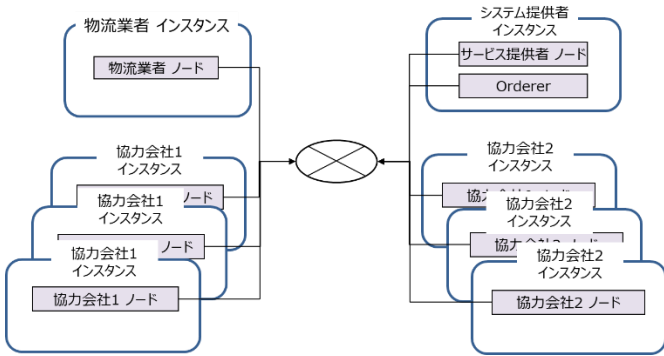 物流業者 インスタンス
物流業者 ノード
システム提供者
インスタンス
サービス提供者 ノード
Orderer
協力会社1
インスタンス
ノード
協力会社1
インスタンス
ノード
協力会社1
インスタンス
協力会社1 ノード
協力会社2
インスタンス
協力会社2
インスタンス
協力会社2
インスタンス
協力会社2 ノード